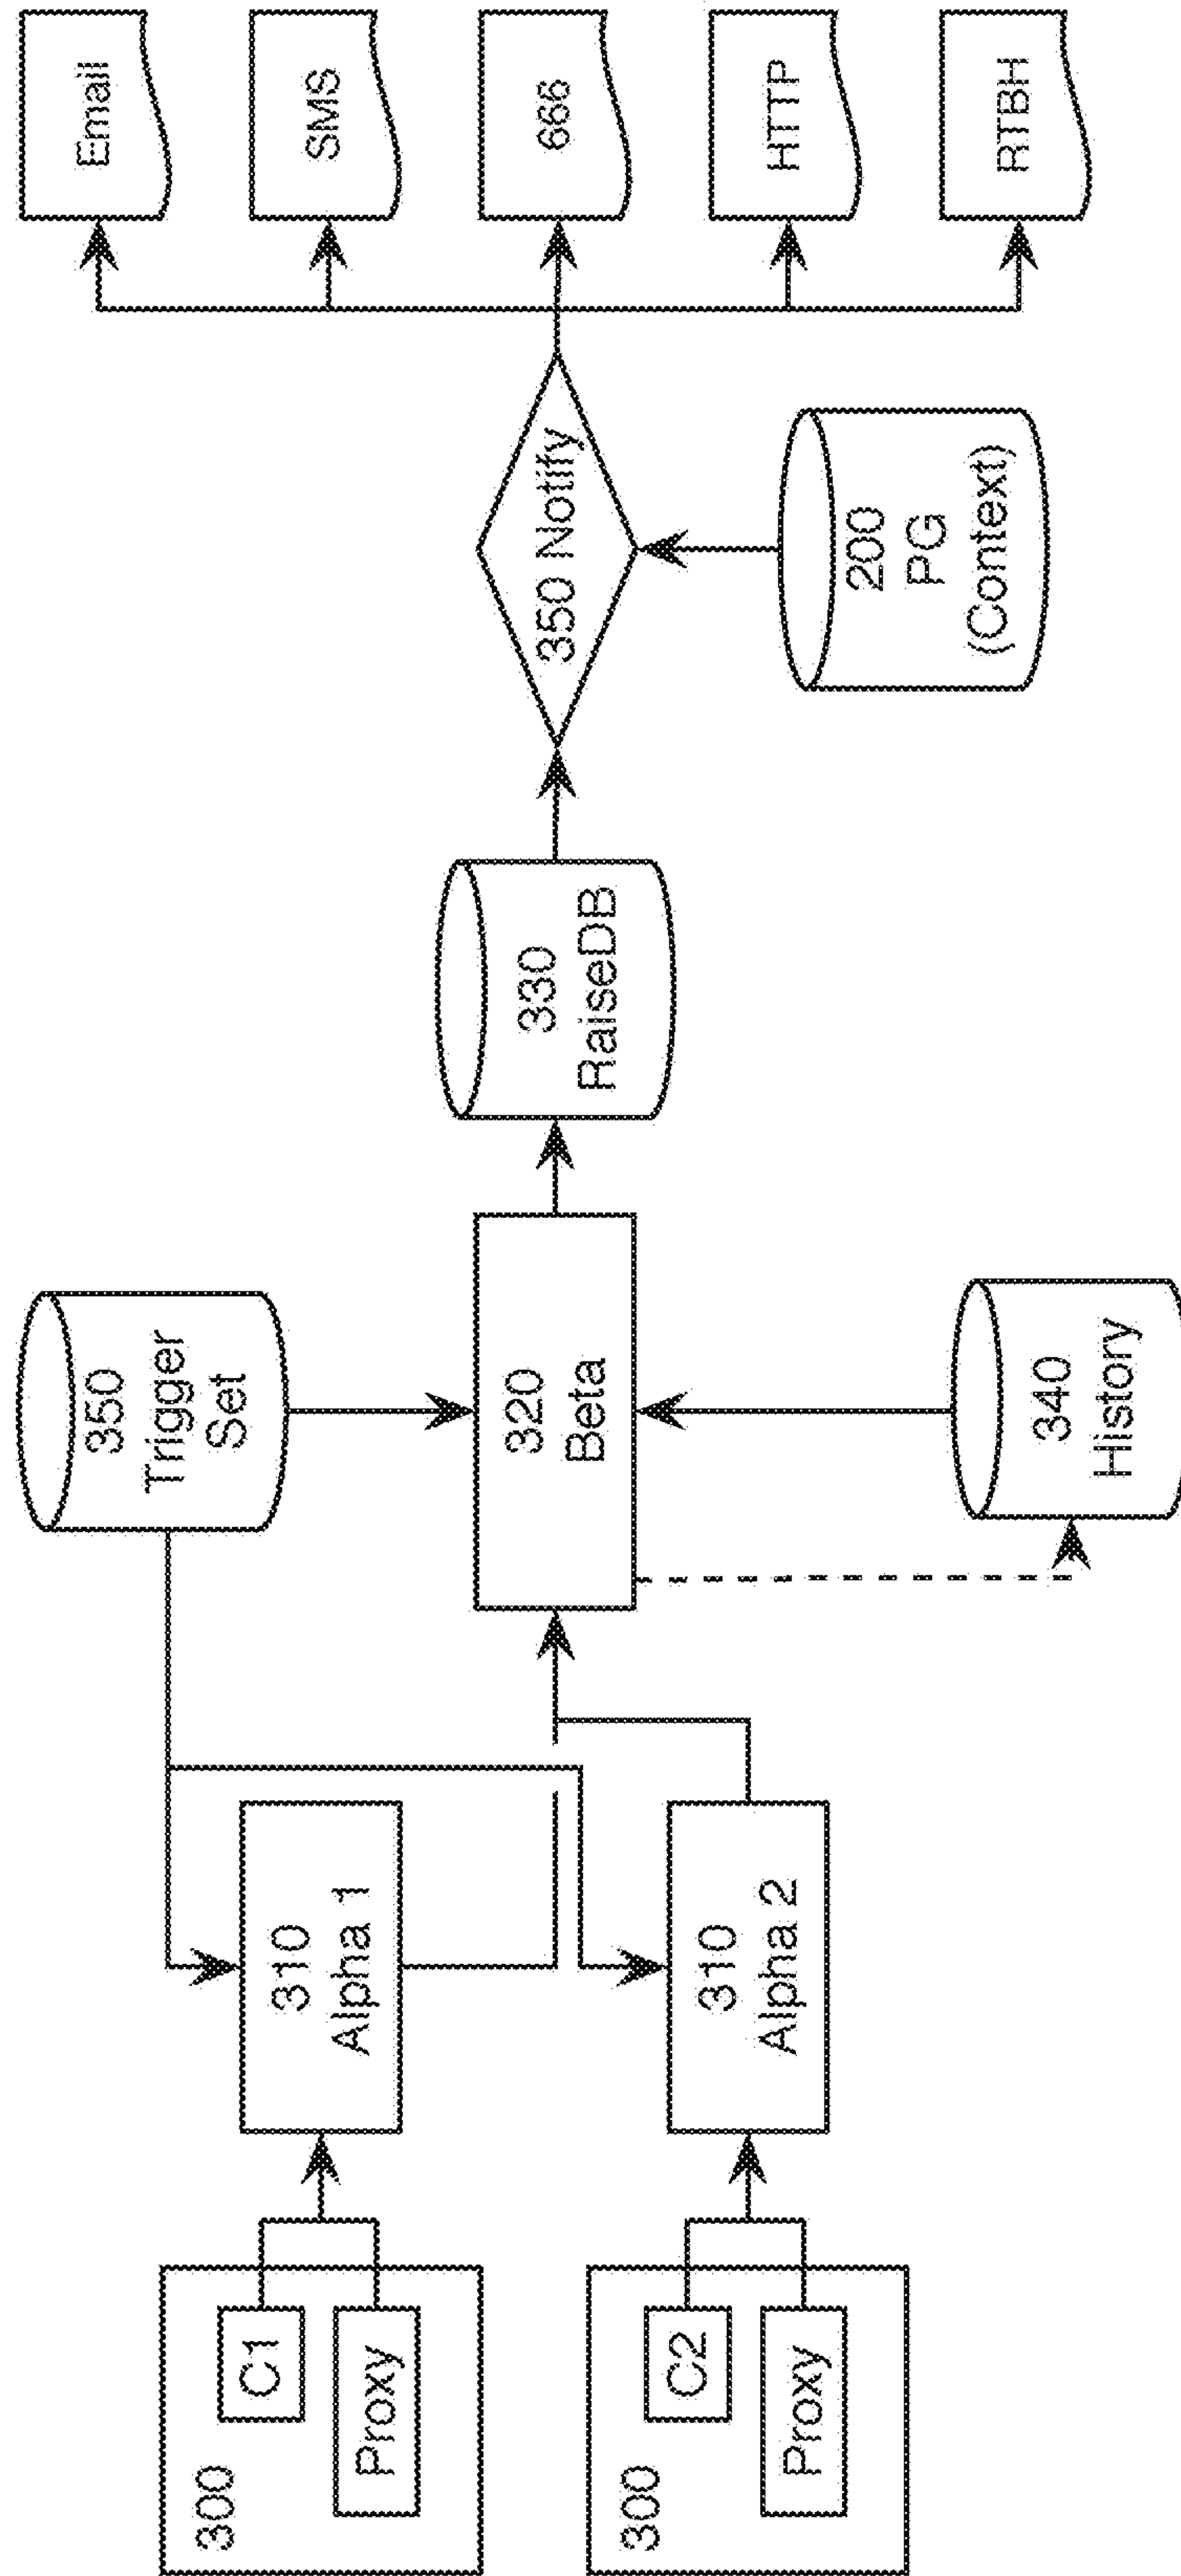 300
C1
Proxy
300
C2
Proxy
310
Alpha 1
310
Alpha 2
350
Trigger
Set
320
Beta
340
History
330
RaiseDB
350 Notify
200
PG
(Context)
Email
SMS
666
HTTP
RTBH